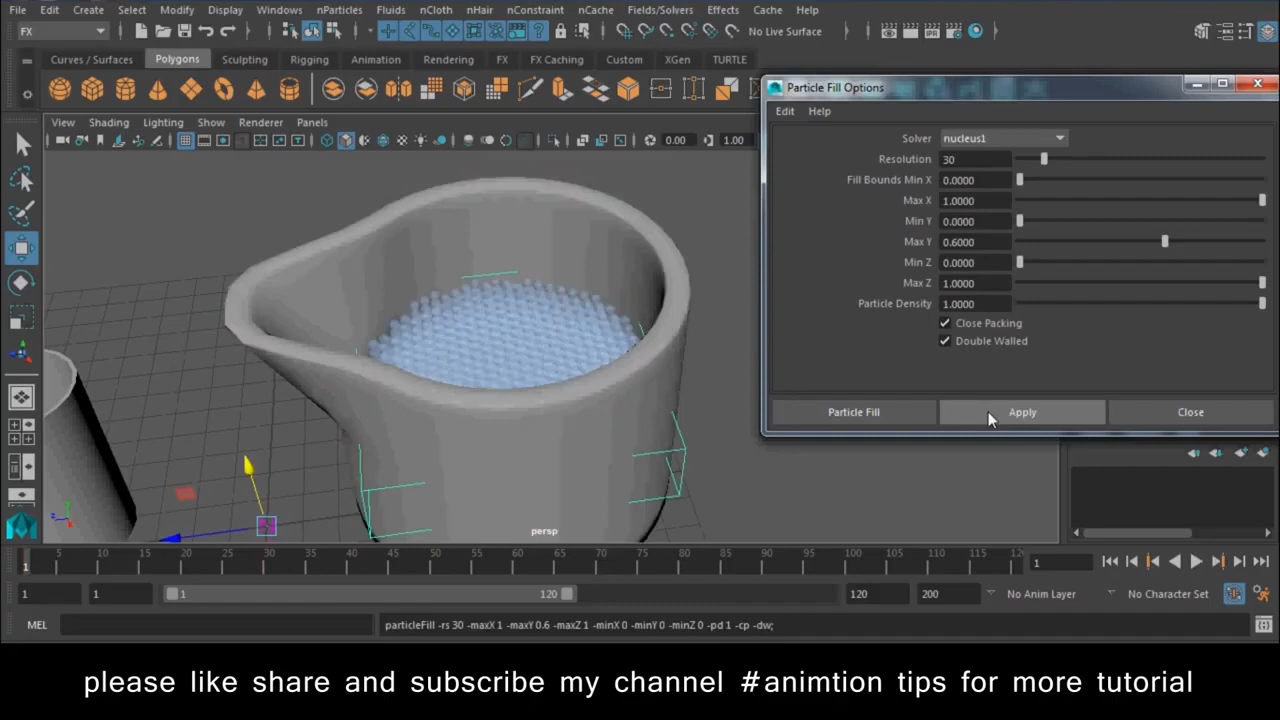 File Edit Create Select Modify Display Windows nParticles Fluids nCloth nHair nConstraint nCache Fields/Solvers Effects Cache Help
FX No Live Surface
Curves / Surfaces Polygons Sculpting Rigging Animation Rendering FX FX Caching Custom XGen TURTLE
View Shading Lighting Show Renderer Panels
0.00 1.00
Particle Fill Options
Edit Help
Solver nucleus1
Resolution 30
Fill Bounds Min X 0.0000
Max X 1.0000
Min Y 0.0000
Max Y 0.6000
Min Z 0.0000
Max Z 1.0000
Particle Density 1.0000
Close Packing
Double Walled
Particle Fill Apply Close
persp
5 10 15 20 25 30 35 40 45 50 55 60 65 70 75 80 85 90 95 100 105 110 115 12
1 1
1 1 1 120 120 200 No Anim Layer No Character Set
MEL particleFill -rs 30 -maxX 1 -maxY 0.6 -maxZ 1 -minX 0 -minY 0 -minZ 0 -pd 1 -cp -dw;
please like share and subscribe my channel #animtion tips for more tutorial